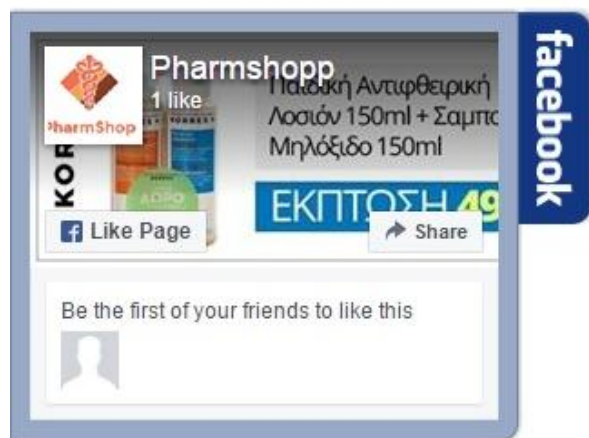 Pharmshopp
1 like
PharmShop
Παιδική Αντιφθειρική
Λοσιόν 150ml + Σαμπο
Μηλόξιδο 150ml
KOR
ΔΩΡΟ
ΕΚΠΤΩΣΗ 49
Like Page
Share
Be the first of your friends to like this
facebook